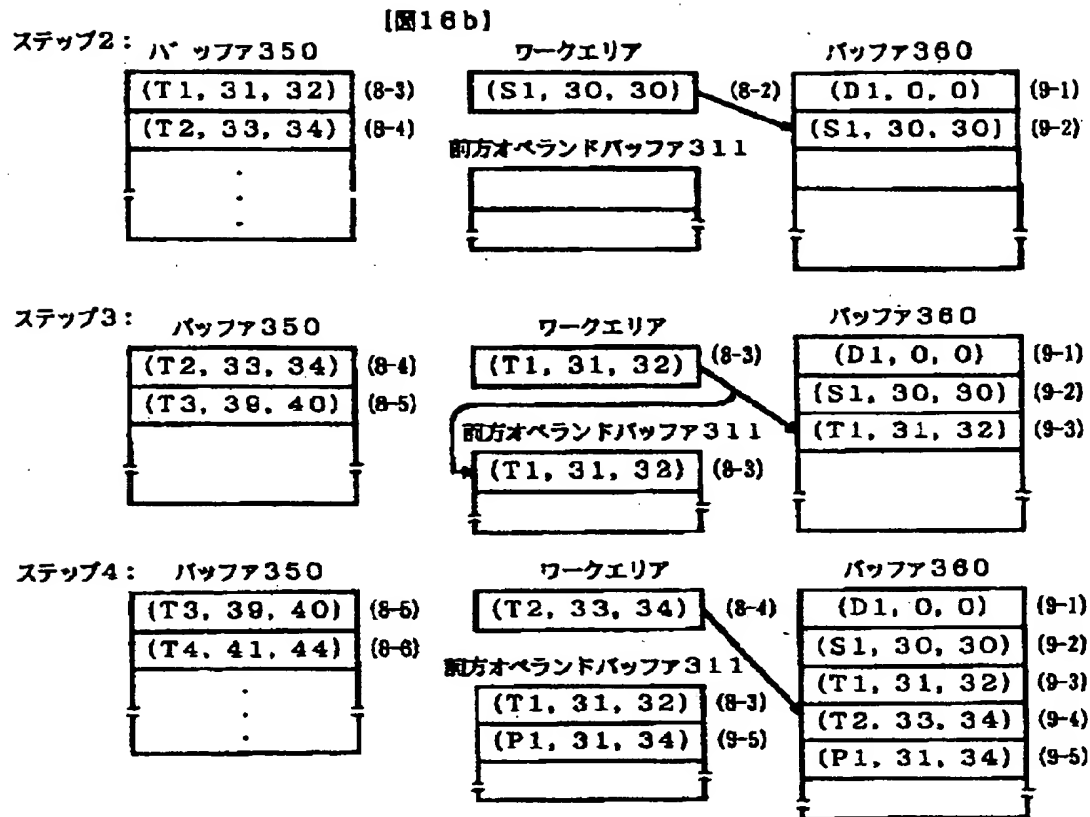 【図16b】
ステップ2: バッファ350 ワークエリア バッファ360
(T1, 31, 32) (8-3) (S1, 30, 30) (8-2) (D1, 0, 0) (9-1)
(T2, 33, 34) (8-4) (S1, 30, 30) (9-2)
前方オペランドバッファ311
ステップ3: バッファ350 ワークエリア バッファ360
(T2, 33, 34) (8-4) (T1, 31, 32) (8-3) (D1, 0, 0) (9-1)
(T3, 39, 40) (8-5) (S1, 30, 30) (9-2)
前方オペランドバッファ311 (T1, 31, 32) (9-3)
(T1, 31, 32) (8-3)
ステップ4: バッファ350 ワークエリア バッファ360
(T3, 39, 40) (8-5) (T2, 33, 34) (8-4) (D1, 0, 0) (9-1)
(T4, 41, 44) (8-6) (S1, 30, 30) (9-2)
前方オペランドバッファ311 (T1, 31, 32) (9-3)
(T1, 31, 32) (8-3) (T2. 33, 34) (9-4)
(P1, 31, 34) (9-5) (P1, 31, 34) (9-5)